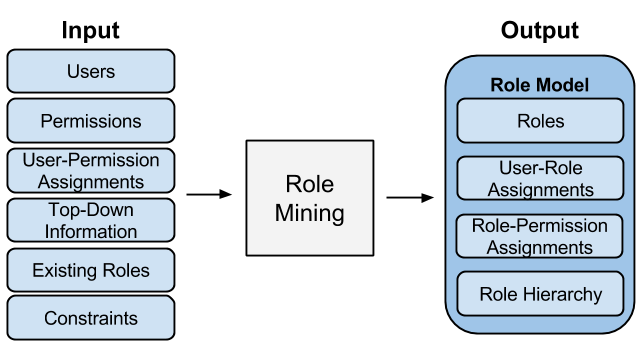 Input
Users
Permissions
User-Permission
Assignments
Top-Down
Information
Existing Roles
Constraints
Role
Mining
Output
Role Model
Roles
User-Role
Assignments
Role-Permission
Assignments
Role Hierarchy